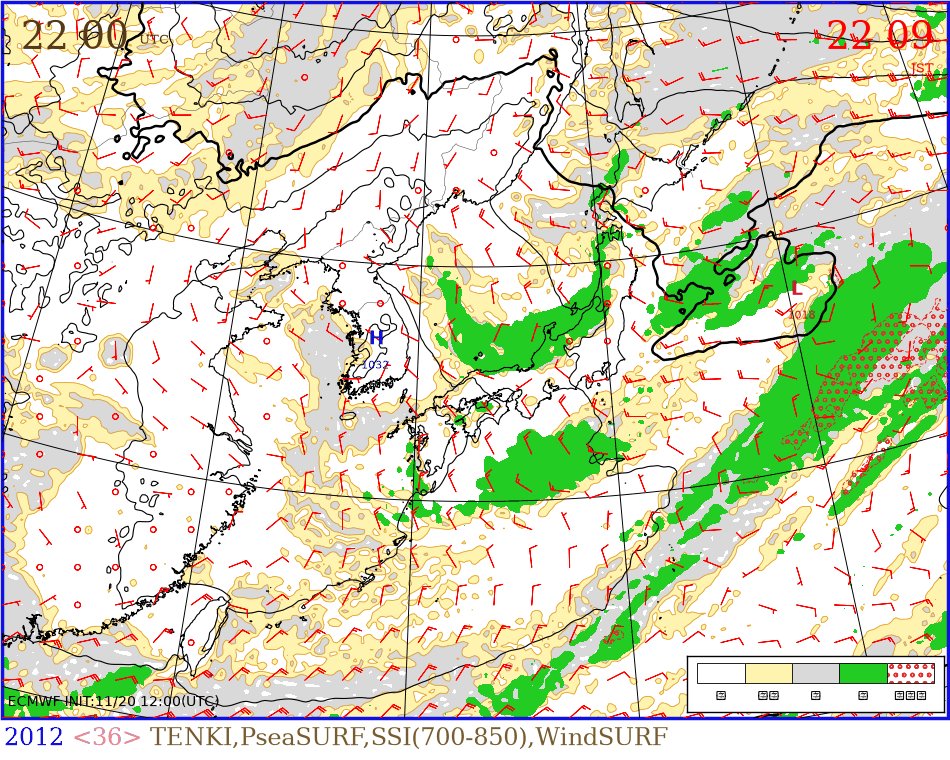 22 00 UTC
22 09
JST
L
1018
H
1032
ECMWF INIT:11/20 12:00(UTC)
2012 <36> TENKI,PseaSURF,SSI(700-850),WindSURF